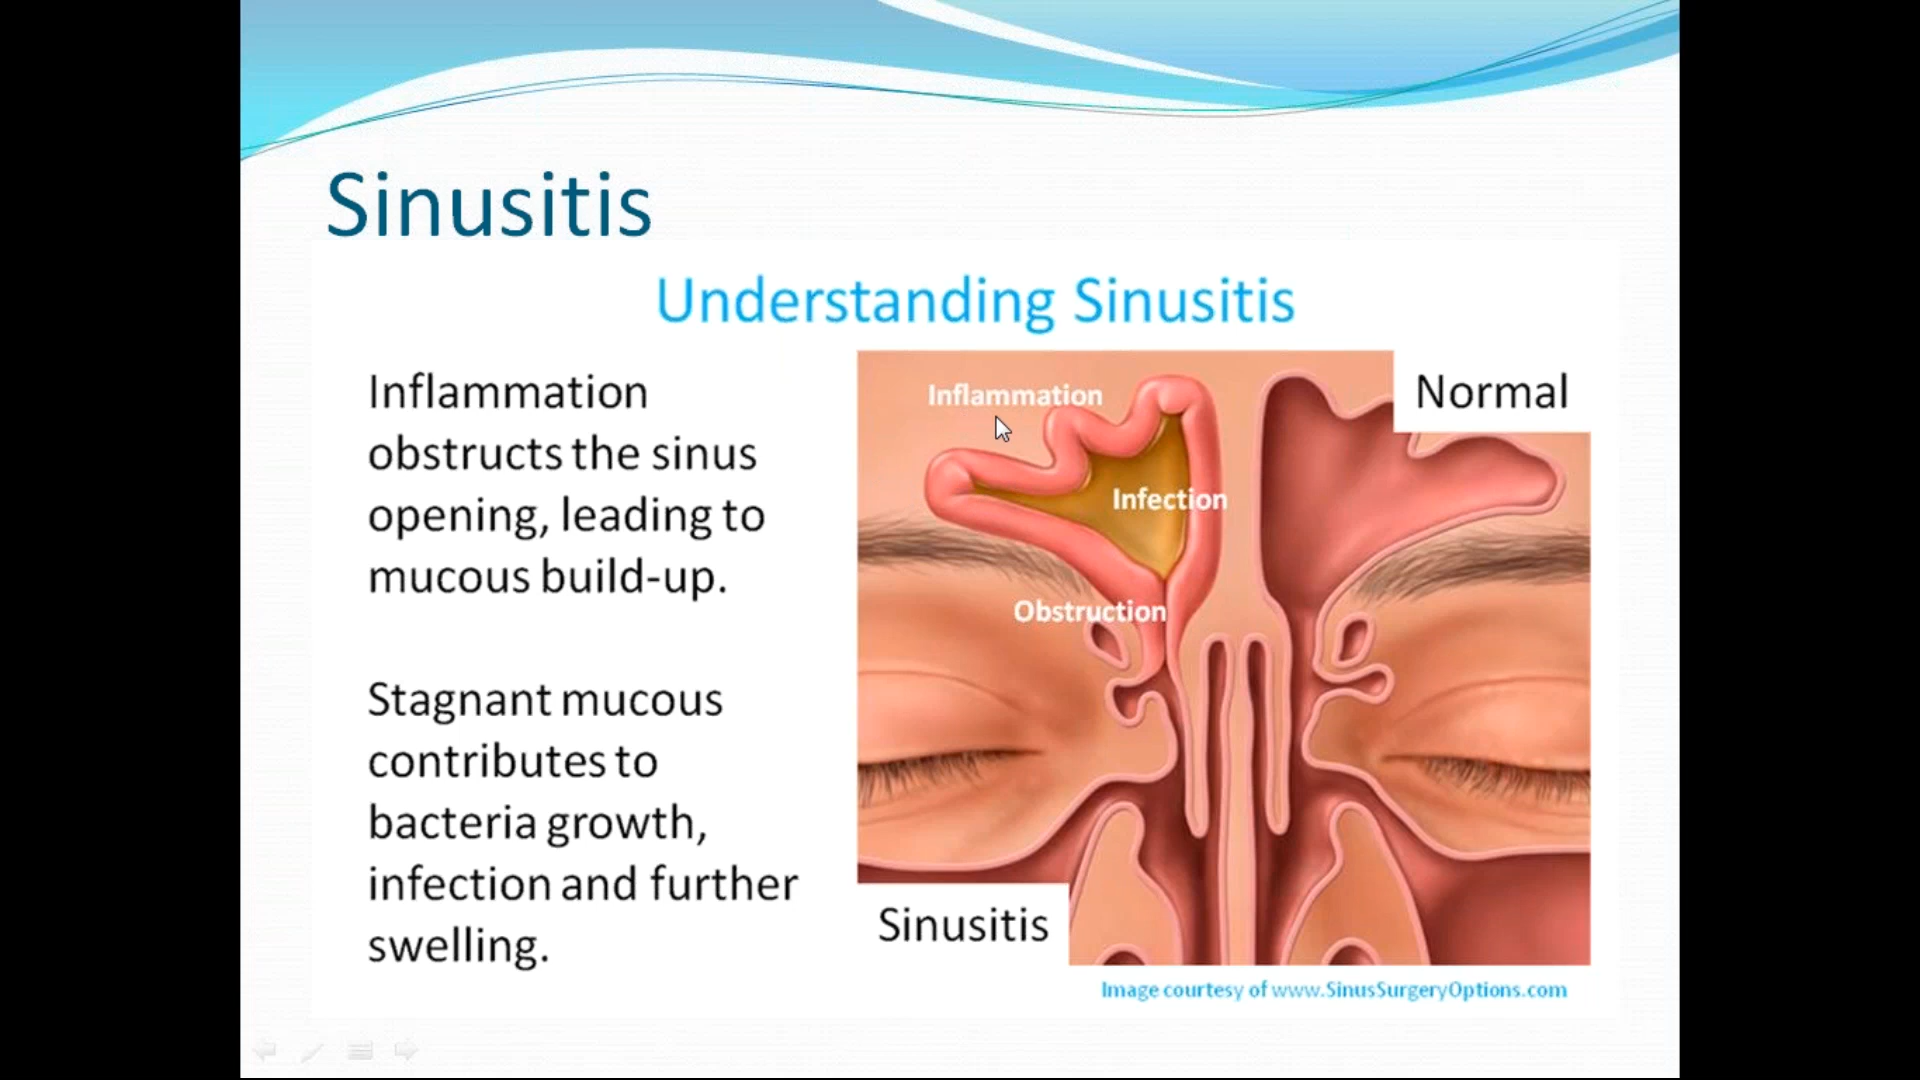 Sinusitis
Understanding Sinusitis
Inflammation
obstructs the sinus
opening, leading to
mucous build-up.
Stagnant mucous
contributes to
bacteria growth,
infection and further
swelling.
Inflammation
Normal
Infection
Obstruction
Sinusitis
Image courtesy of www.SinusSurgeryOptions.com